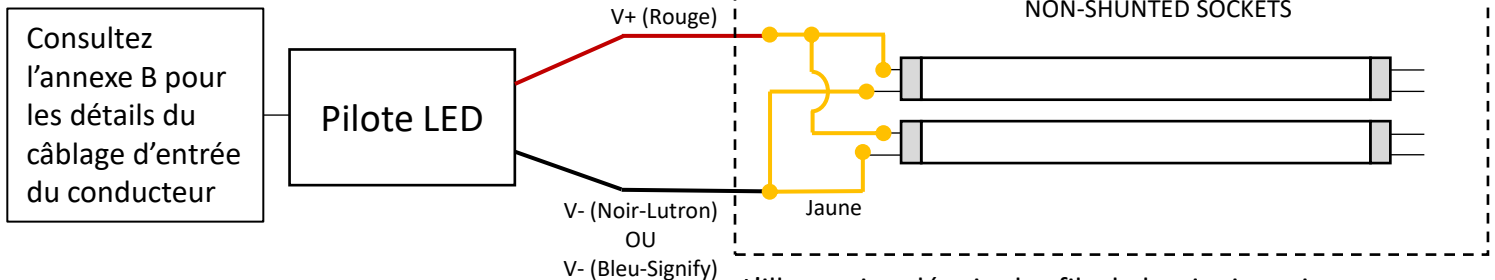 Consultez
l'annexe B pour
les détails du
câblage d'entrée
du conducteur
Pilote LED
V+ (Rouge)
V- (Noir-Lutron)
OU
V- (Bleu-Signify)
NON-SHUNTED SOCKETS
Jaune